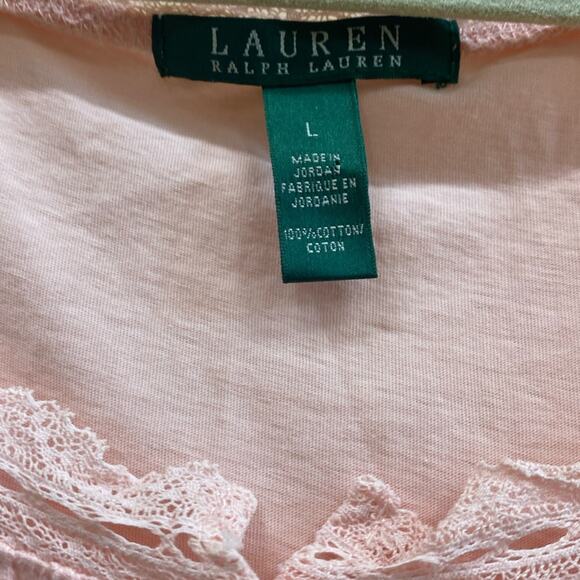 LAUREN
RALPH LAUREN
L
MADE IN
JORDAN
FABRIQUE EN
JORDANIE
100%COTTON/
COTON